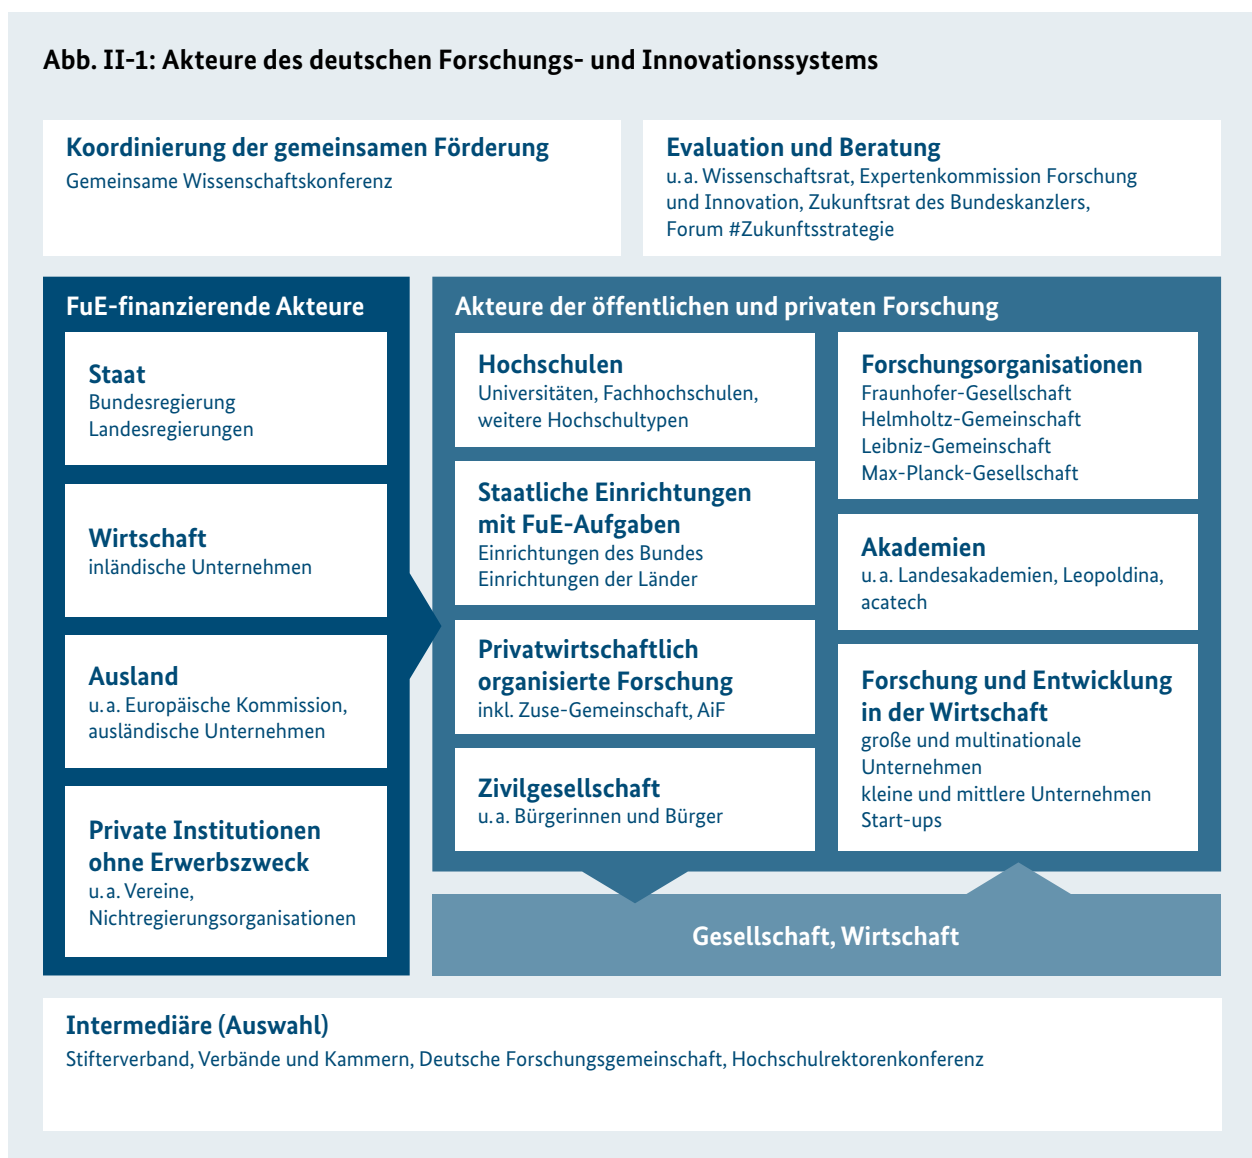 Abb. II-1: Akteure des deutschen Forschungs- und Innovationssystems
Koordinierung der gemeinsamen Förderung
Gemeinsame Wissenschaftskonferenz
Evaluation und Beratung
u. a. Wissenschaftsrat, Expertenkommission Forschung
und Innovation, Zukunftsrat des Bundeskanzlers,
Forum #Zukunftsstrategie
FuE-finanzierende Akteure
Staat
Bundesregierung
Landesregierungen
Wirtschaft
inländische Unternehmen
Ausland
u. a. Europäische Kommission,
ausländische Unternehmen
Private Institutionen
ohne Erwerbszweck
u. a. Vereine,
Nichtregierungsorganisationen
Akteure der öffentlichen und privaten Forschung
Hochschulen
Universitäten, Fachhochschulen,
weitere Hochschultypen
Staatliche Einrichtungen
mit FuE-Aufgaben
Einrichtungen des Bundes
Einrichtungen der Länder
Privatwirtschaftlich
organisierte Forschung
inkl. Zuse-Gemeinschaft, AiF
Zivilgesellschaft
u. a. Bürgerinnen und Bürger
Forschungsorganisationen
Fraunhofer-Gesellschaft
Helmholtz-Gemeinschaft
Leibniz-Gemeinschaft
Max-Planck-Gesellschaft
Akademien
u. a. Landesakademien, Leopoldina,
acatech
Forschung und Entwicklung
in der Wirtschaft
große und multinationale
Unternehmen
kleine und mittlere Unternehmen
Start-ups
Gesellschaft, Wirtschaft
Intermediäre (Auswahl)
Stifterverband, Verbände und Kammern, Deutsche Forschungsgemeinschaft, Hochschulrektorenkonferenz